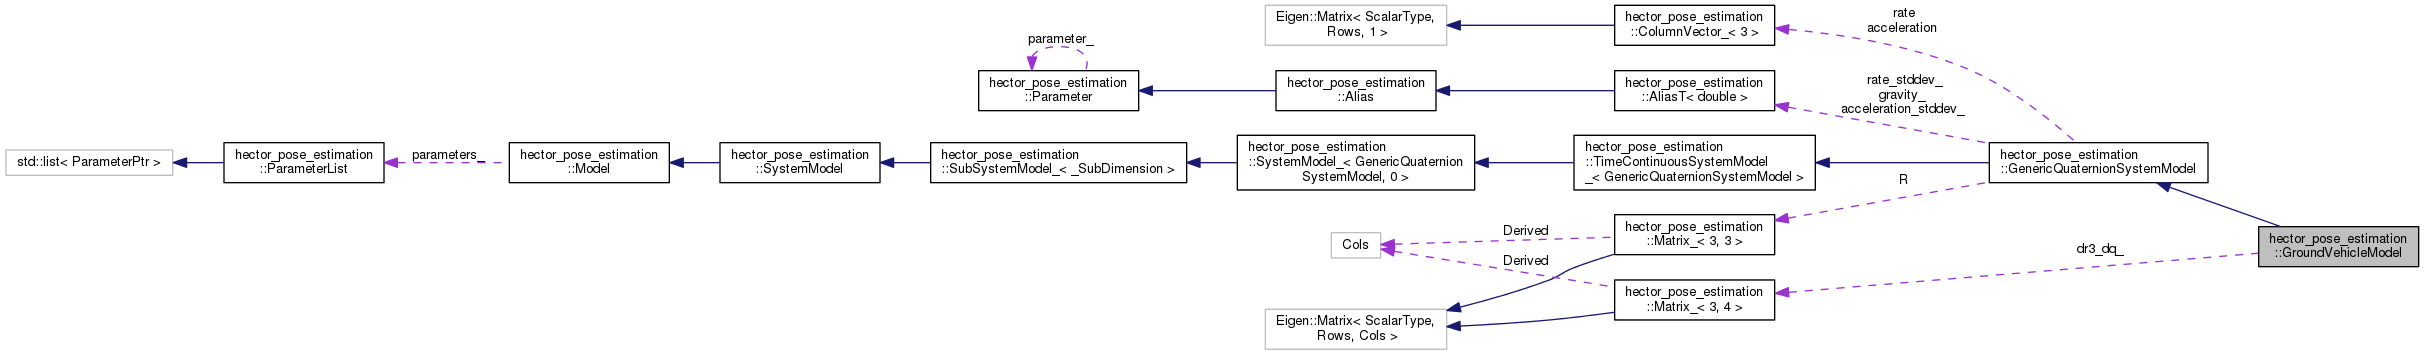 Eigen::Matrix< ScalarType,
Rows, 1 >
hector_pose_estimation
::ColumnVector_< 3 >
rate
acceleration
parameter_
hector_pose_estimation
::Parameter
hector_pose_estimation
::Alias
hector_pose_estimation
::AliasT< double >
rate_stddev_
gravity_
acceleration_stddev_
std::list< ParameterPtr >
hector_pose_estimation
::ParameterList
parameters_
hector_pose_estimation
::Model
hector_pose_estimation
::SystemModel
hector_pose_estimation
::SubSystemModel_< _SubDimension >
hector_pose_estimation
::SystemModel_< GenericQuaternion
SystemModel, 0 >
hector_pose_estimation
::TimeContinuousSystemModel
_< GenericQuaternionSystemModel >
hector_pose_estimation
::GenericQuaternionSystemModel
R
Cols
Derived
Derived
hector_pose_estimation
::Matrix_< 3, 3 >
hector_pose_estimation
::GroundVehicleModel
dr3_dq_
hector_pose_estimation
::Matrix_< 3, 4 >
Eigen::Matrix< ScalarType,
Rows, Cols >